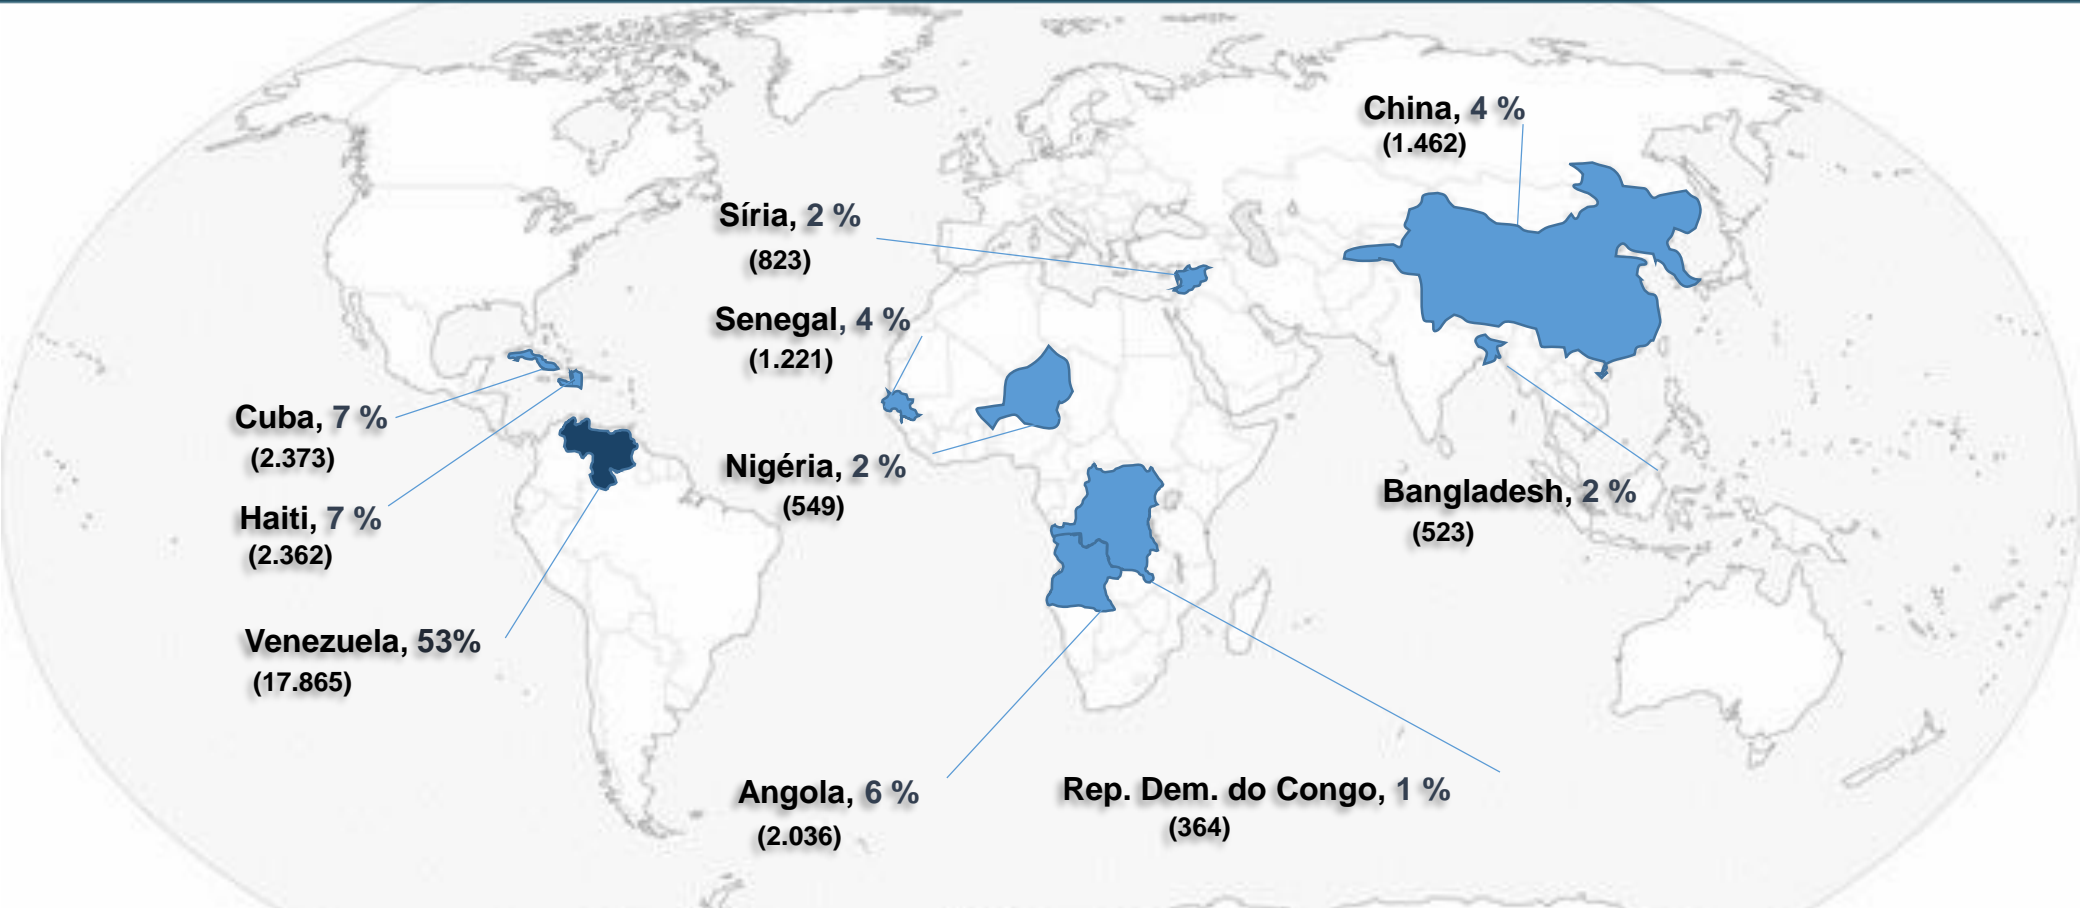 China, 4 %
(1.462)
Síria, 2 %
(823)
Senegal, 4 %
(1.221)
Cuba, 7 %
(2.373)
Nigéria, 2 %
(549)
Bangladesh, 2 %
(523)
Haiti, 7 %
(2.362)
Venezuela, 53%
(17.865)
Angola, 6 %
(2.036)
Rep. Dem. do Congo, 1 %
(364)